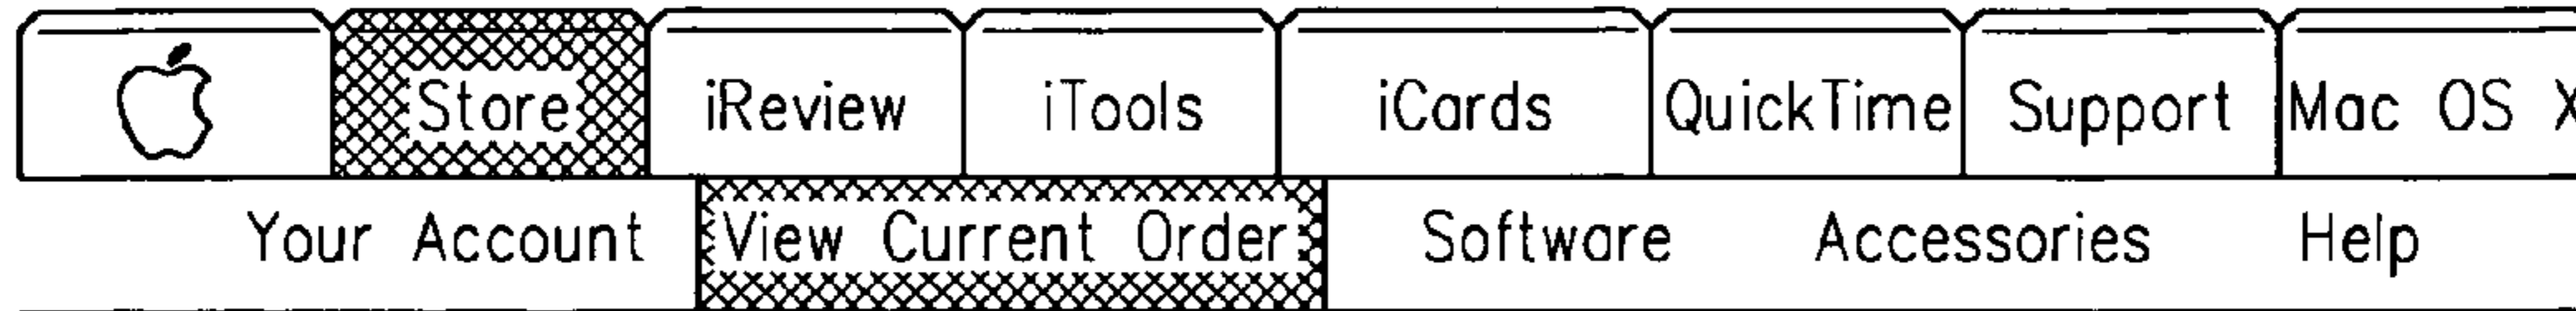 Store iReview iTools iCards QuickTime Support Mac OS X
Your Account View Current Order Software Accessories Help